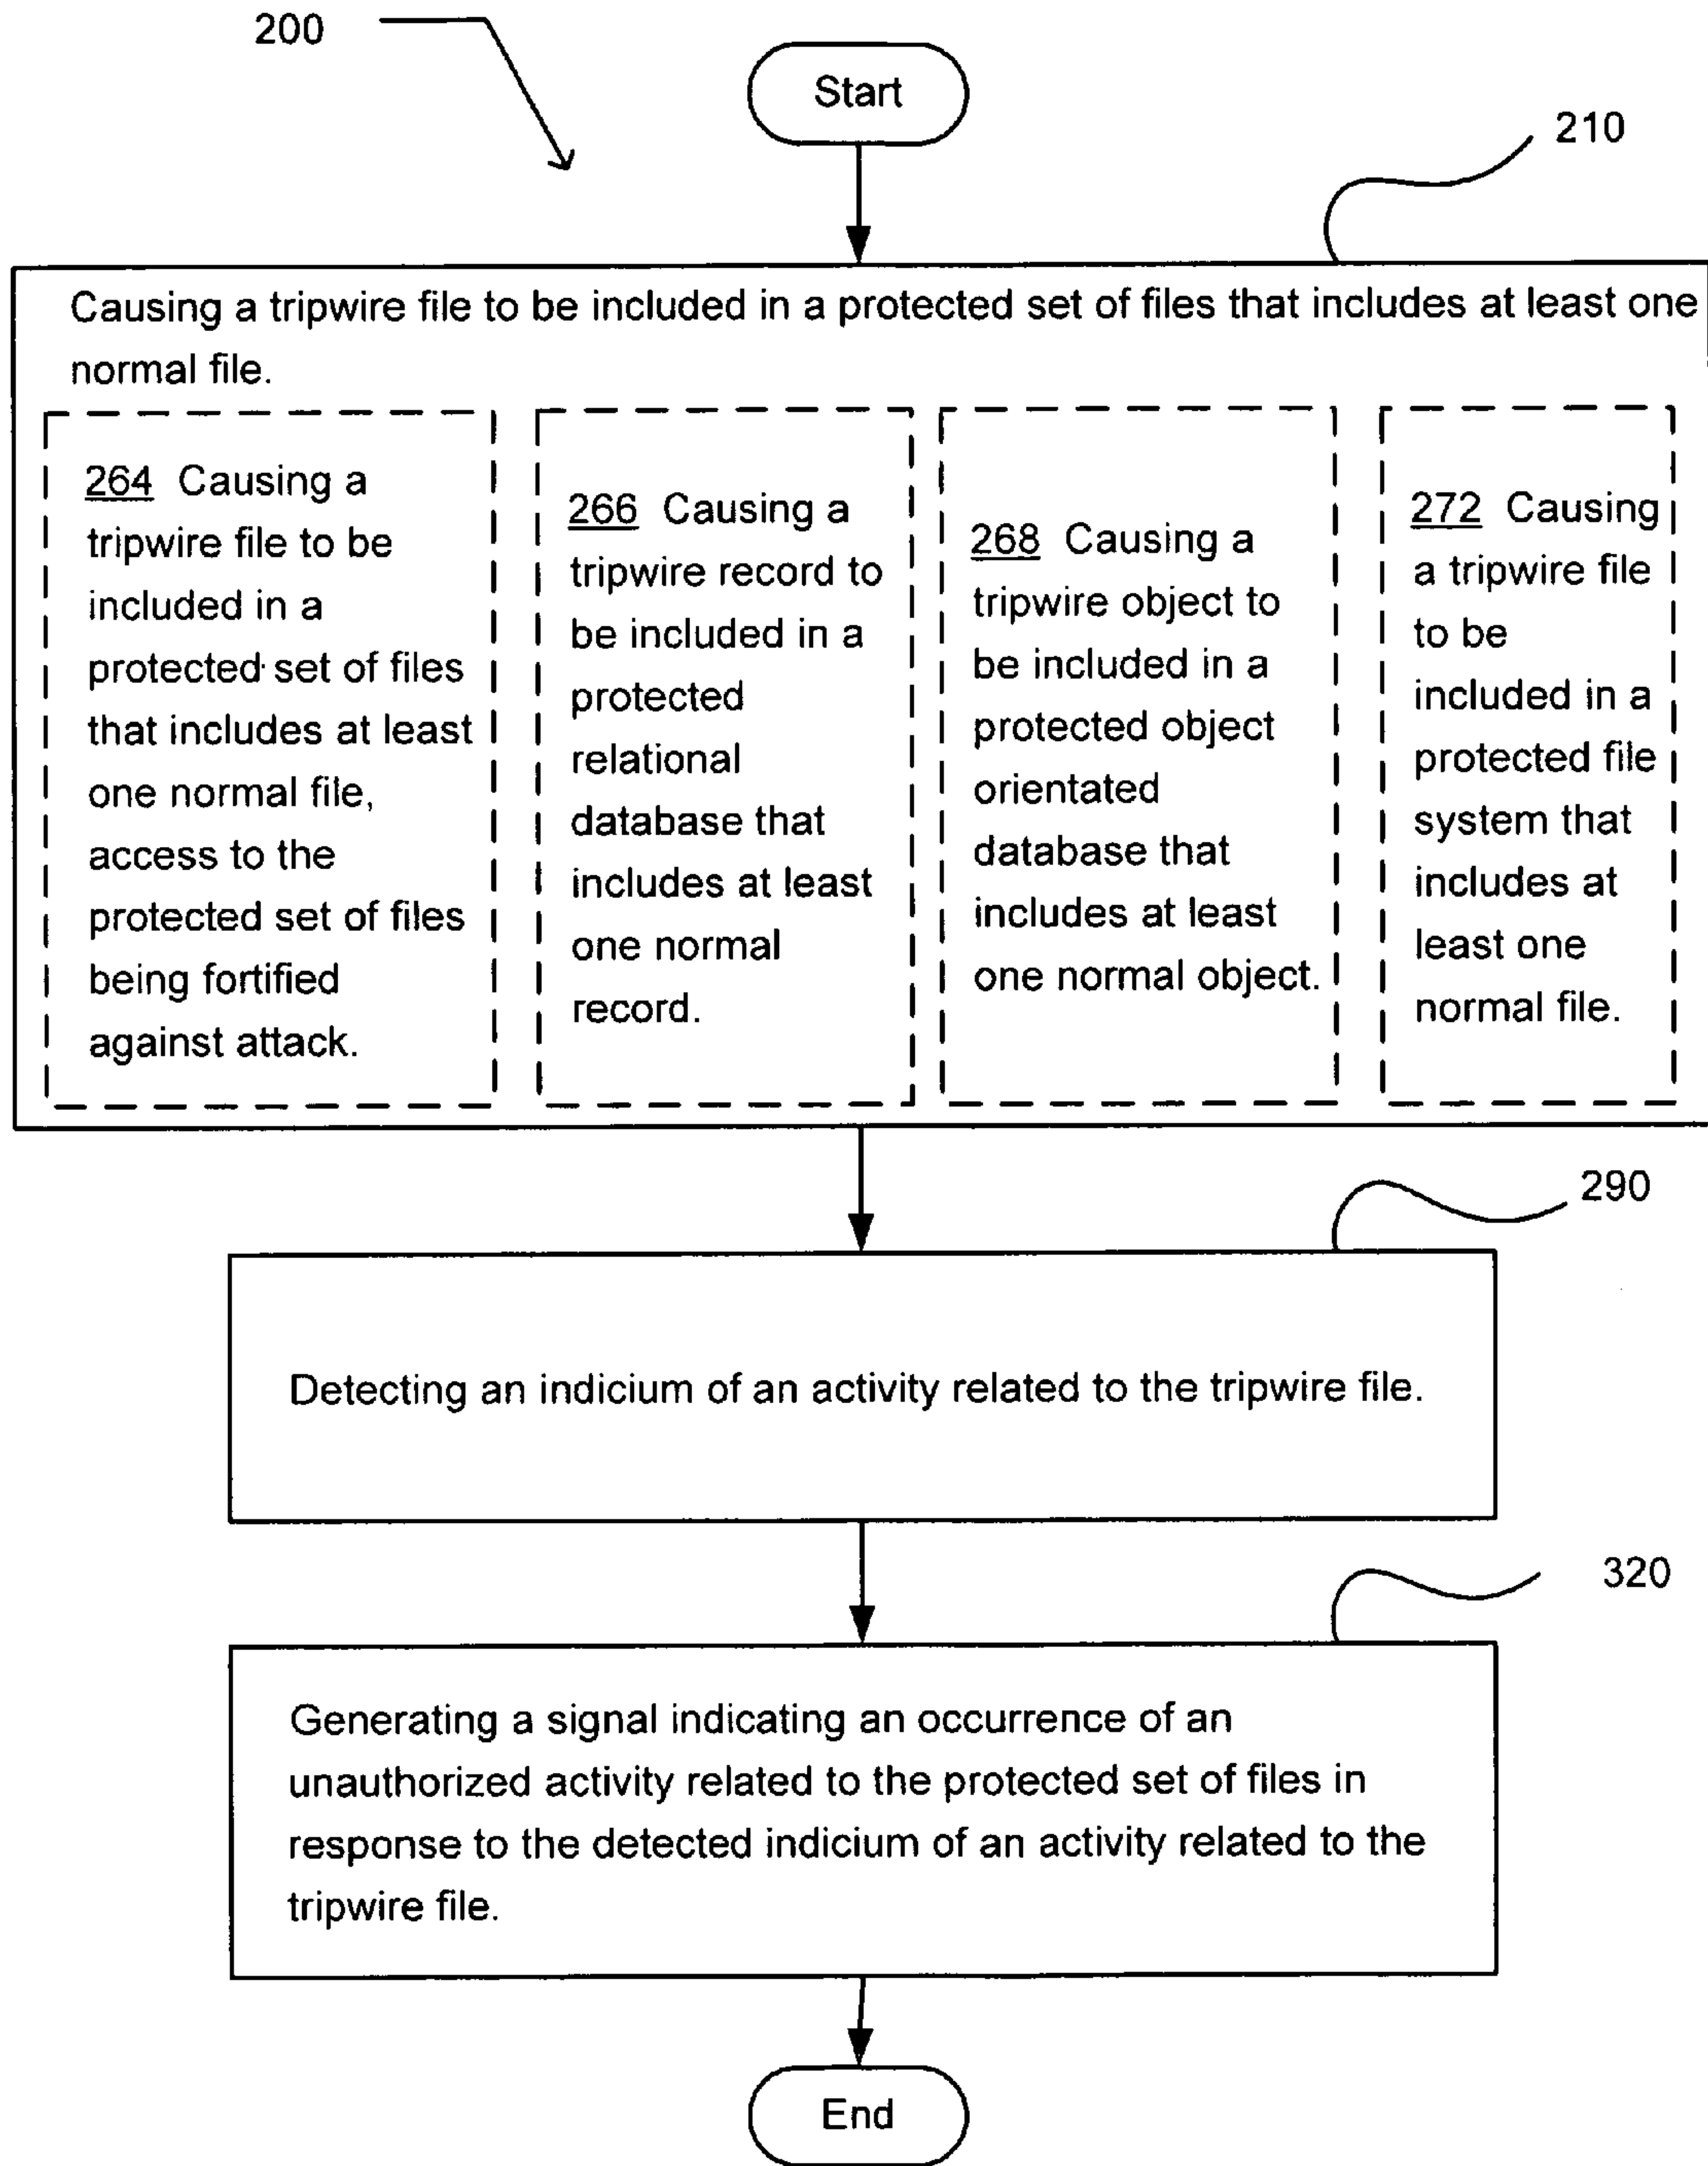 200
Start
210
Causing a tripwire file to be included in a protected set of files that includes at least one
normal file.
264 Causing a
tripwire file to be
included in a
protected set of files
that includes at least
one normal file,
access to the
protected set of files
being fortified
against attack.
266 Causing a
tripwire record to
be included in a
protected
relational
database that
includes at least
one normal
record.
268 Causing a
tripwire object to
be included in a
protected object
orientated
database that
includes at least
one normal object.
272 Causing
a tripwire file
to be
included in a
protected file
system that
includes at
least one
normal file.
290
Detecting an indicium of an activity related to the tripwire file.
320
Generating a signal indicating an occurrence of an
unauthorized activity related to the protected set of files in
response to the detected indicium of an activity related to the
tripwire file.
End